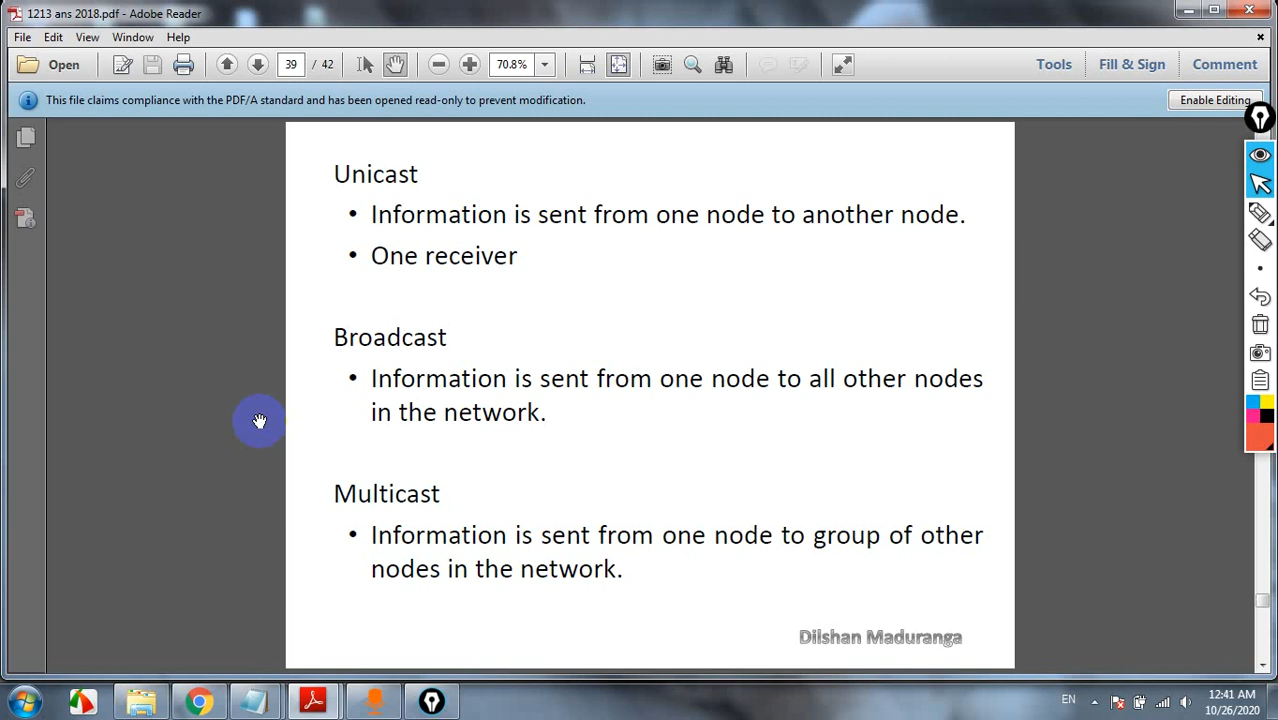 1213 ans 2018.pdf - Adobe Reader
File Edit View Window Help
Open 39 / 42 70.8% Tools Fill & Sign Comment
This file claims compliance with the PDF/A standard and has been opened read-only to prevent modification. Enable Editing
Unicast
• Information is sent from one node to another node.
• One receiver
Broadcast
• Information is sent from one node to all other nodes
in the network.
Multicast
• Information is sent from one node to group of other
nodes in the network.
Dilshan Maduranga
EN 12:41 AM
10/26/2020